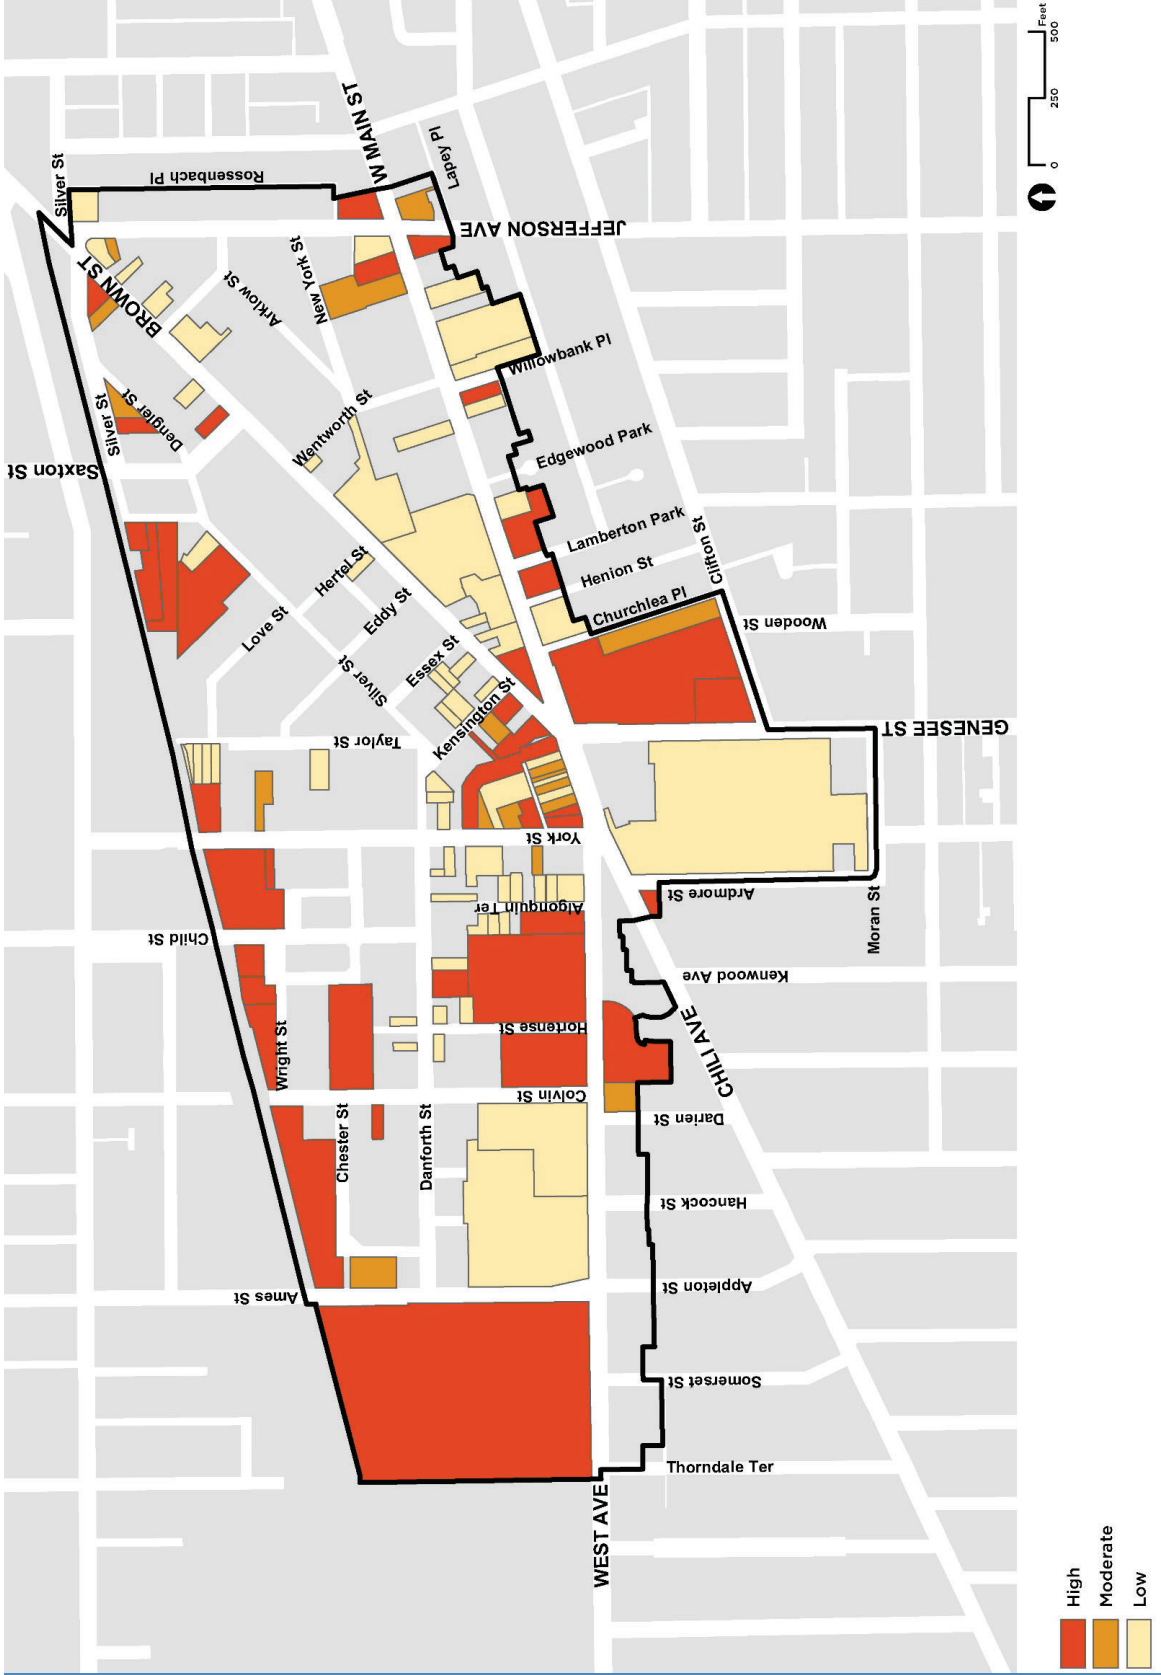 Silver St
Rossenbach Pl
W MAIN ST
Lapey Pl
JEFFERSON AVE
BROWN ST
Arklow St
New York St
Willowbank Pl
Silver St
Dengler St
Wentworth St
Saxton St
Edgewood Park
Lamberton Park
Henion St
Churchlea Pl
Clifton St
Wooden St
Hertel St
Love St
Eddy St
Silver St
Essex St
Kensington St
Taylor St
GENESEE ST
York St
Ardmore St
Moran St
Algonquin Ter
Child St
Kenwood Ave
Hortense St
Wright St
CHILI AVE
Colvin St
Chester St
Danforth St
Darien St
Hancock St
Ames St
Appleton St
Somerset St
Thorndale Ter
WEST AVE
0 250 500
Feet
High
Moderate
Low